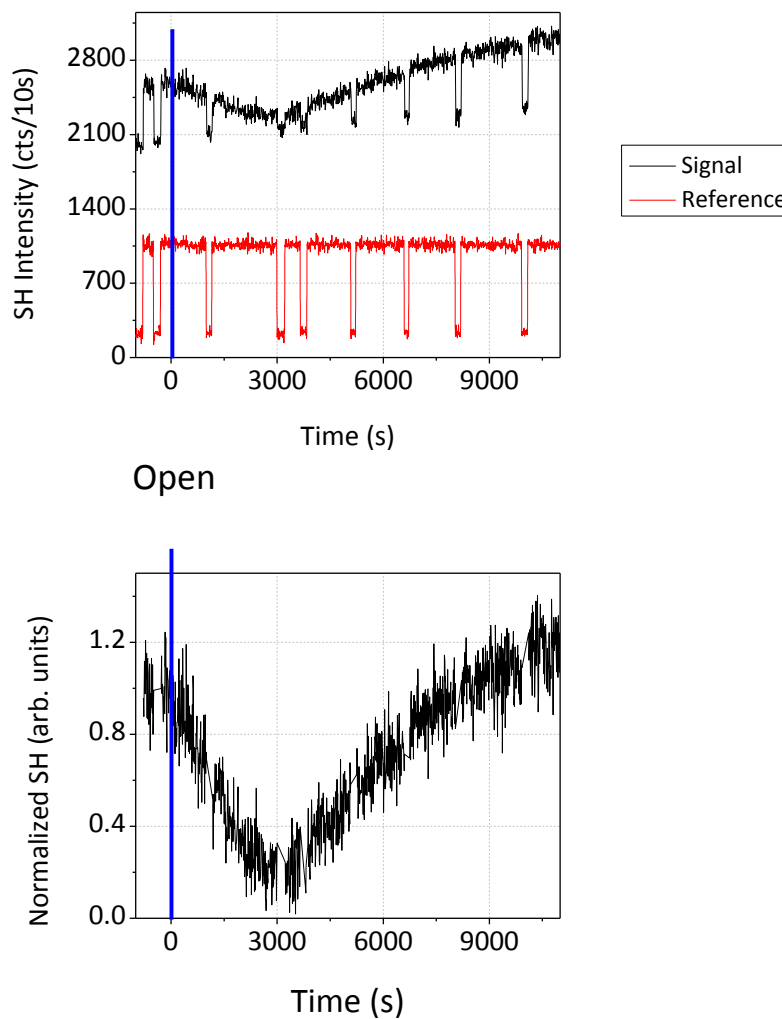 SH Intensity (cts/10s)
2800
2100
1400
700
0
0 3000 6000 9000
Time (s)
Signal
Reference
Open
Normalized SH (arb. units)
1.2
0.8
0.4
0.0
0 3000 6000 9000
Time (s)